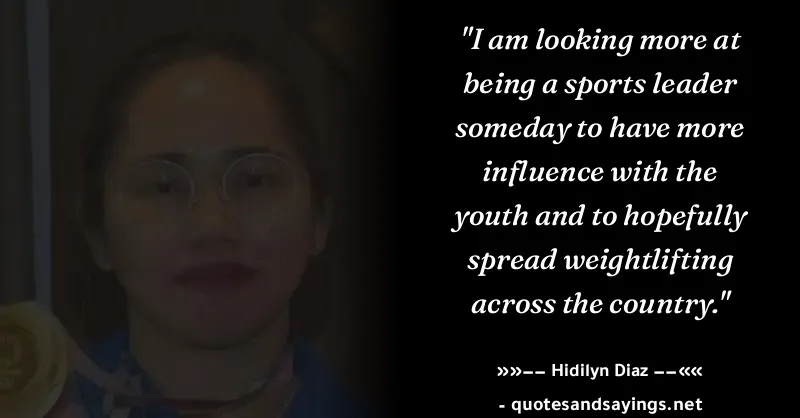 "I am looking more at
being a sports leader
someday to have more
influence with the
youth and to hopefully
spread weightlifting
across the country."
»»−− Hidilyn Diaz −−««
- quotesandsayings.net